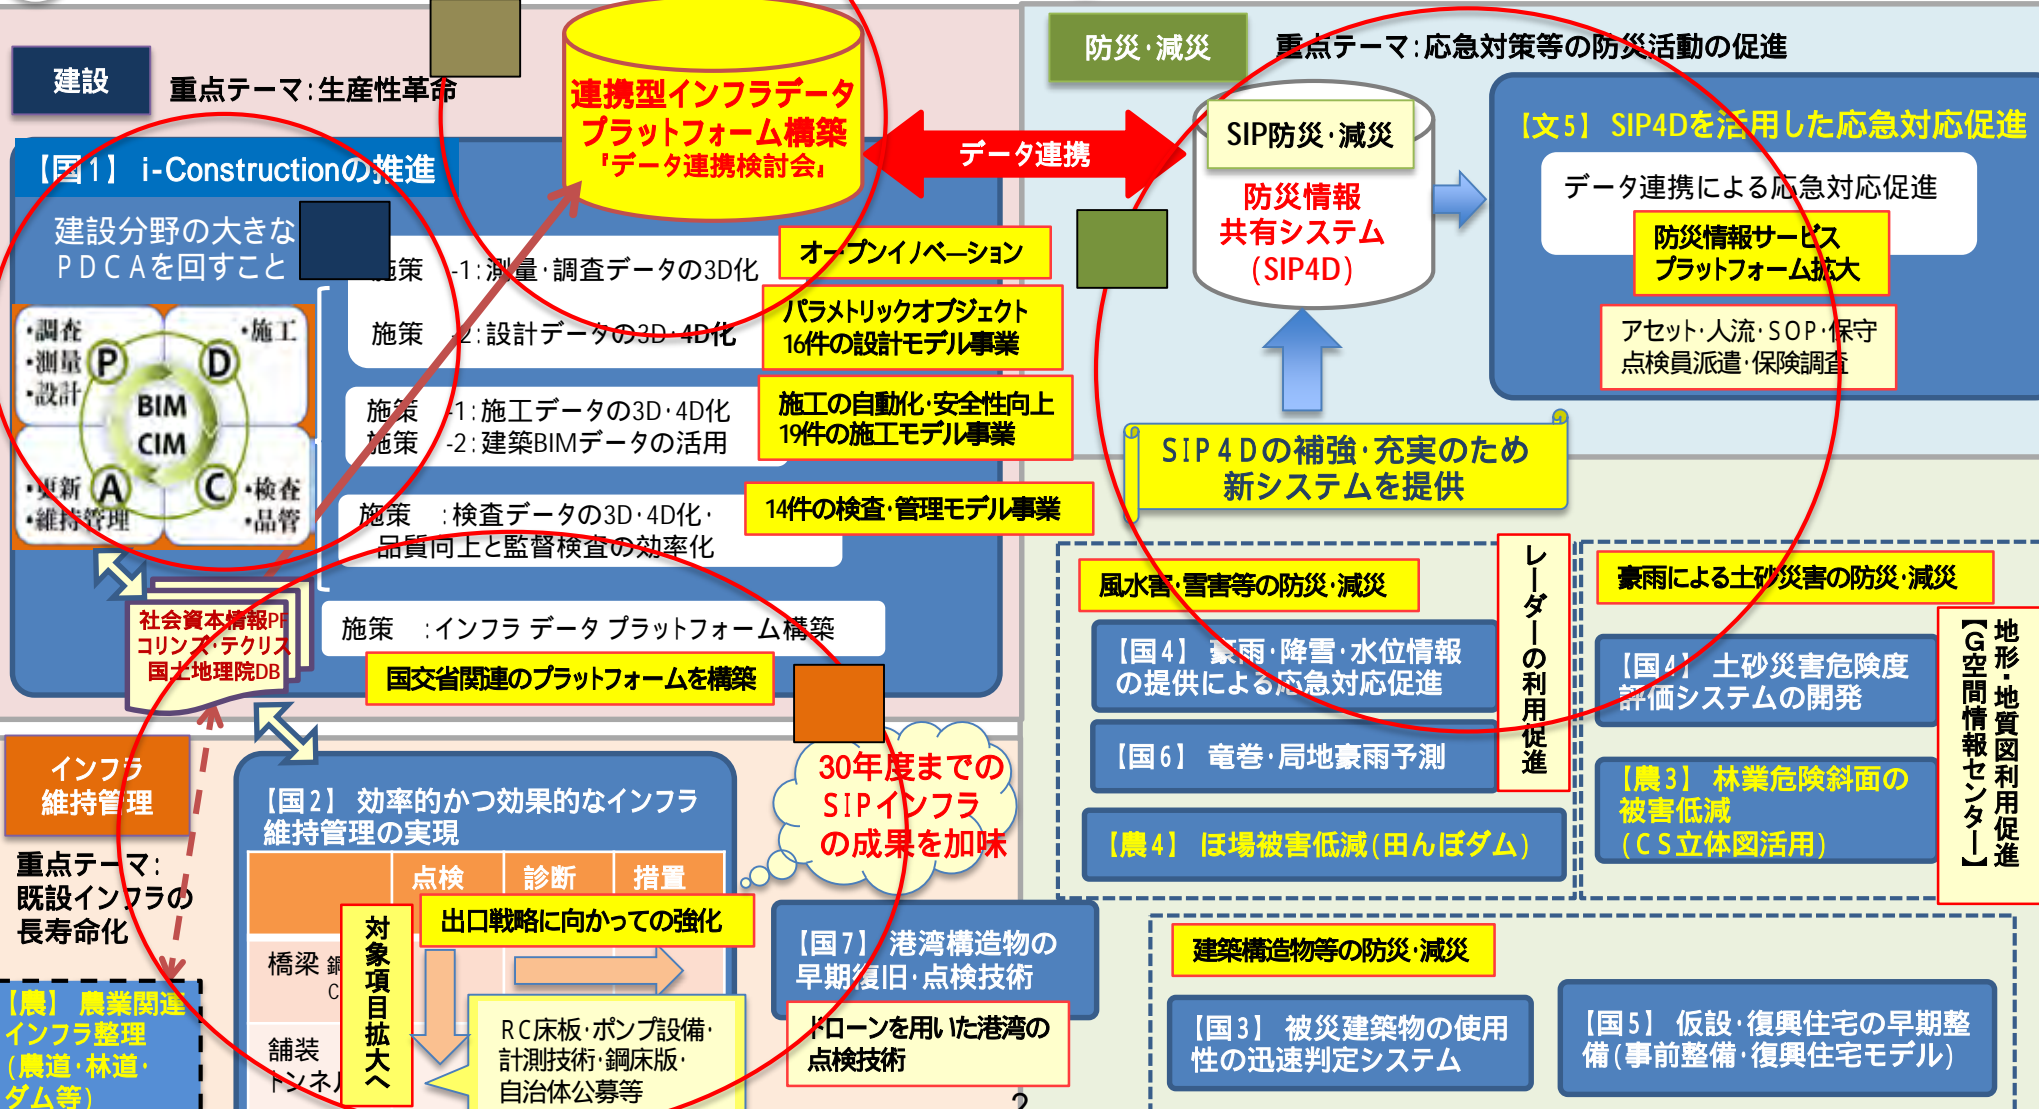 建設
重点テーマ：生産性革命
連携型インフラデータ
プラットフォーム構築
『データ連携検討会』
データ連携
【国1】 i-Constructionの推進
建設分野の大きな
PDCAを回すこと
・調査
・測量
・設計
P
D
・施工
BIM
CIM
・更新
・維持管理
A
C
・検査
・品管
施策 -1：測量・調査データの3D化
オープンイノベーション
施策 -2：設計データの3D・4D化
パラメトリックオブジェクト
16件の設計モデル事業
施策 -1：施工データの3D・4D化
施策 -2：建築BIMデータの活用
施工の自動化・安全性向上
19件の施工モデル事業
施策 ：検査データの3D・4D化・
品質向上と監督検査の効率化
14件の検査・管理モデル事業
施策 ：インフラ データ プラットフォーム構築
国交省関連のプラットフォームを構築
社会資本情報PF
コリンズ・テクリス
国土地理院DB
防災・減災
重点テーマ：応急対策等の防災活動の促進
SIP防災・減災
防災情報
共有システム
(SIP4D)
【文5】 SIP4Dを活用した応急対応促進
データ連携による応急対応促進
防災情報サービス
プラットフォーム拡大
アセット・人流・SOP・保守
点検員派遣・保険調査
SIP4Dの補強・充実のため
新システムを提供
風水害・雪害等の防災・減災
【国4】 豪雨・降雪・水位情報
の提供による応急対応促進
【国6】 竜巻・局地豪雨予測
【農4】 ほ場被害低減(田んぼダム)
レーダーの利用促進
豪雨による土砂災害の防災・減災
【国4】 土砂災害危険度
評価システムの開発
【農3】 林業危険斜面の
被害低減
(CS立体図活用)
地形・地質図利用促進
【G空間情報センター】
建築構造物等の防災・減災
【国3】 被災建築物の使用
性の迅速判定システム
【国5】 仮設・復興住宅の早期整
備(事前整備・復興住宅モデル)
インフラ
維持管理
重点テーマ：
既設インフラの
長寿命化
【農】 農業関連
インフラ整理
(農道・林道・
ダム等)
【国2】 効率的かつ効果的なインフラ
維持管理の実現
点検 診断 措置
出口戦略に向かっての強化
対象項目拡大へ
橋梁 鋼
C
舗装
トンネル
RC床板・ポンプ設備・
計測技術・鋼床版・
自治体公募等
30年度までの
SIPインフラ
の成果を加味
【国7】 港湾構造物の
早期復旧・点検技術
ドローンを用いた港湾の
点検技術
2